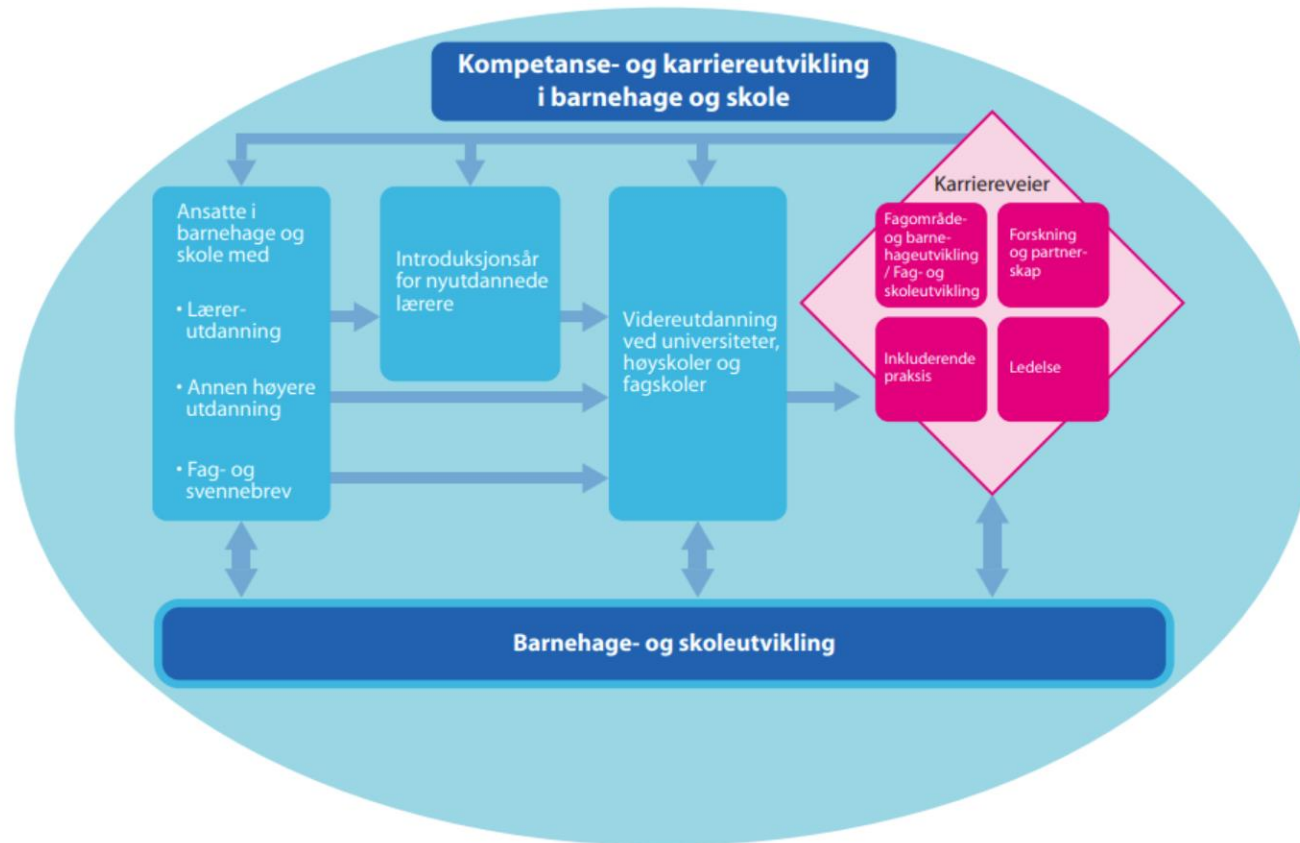 Kompetanse- og karriereutvikling
i barnehage og skole
Ansatte i
barnehage og
skole med
• Lærer-
utdanning
• Annen høyere
utdanning
• Fag- og
svennebrev
Introduksjonsår
for nyutdannede
lærere
Videreutdanning
ved universiteter,
høyskoler og
fagskoler
Karriereveier
Fagområde-
og barne-
hageutvikling
/ Fag- og
skoleutvikling
Forskning
og partner-
skap
Inkluderende
praksis
Ledelse
Barnehage- og skoleutvikling